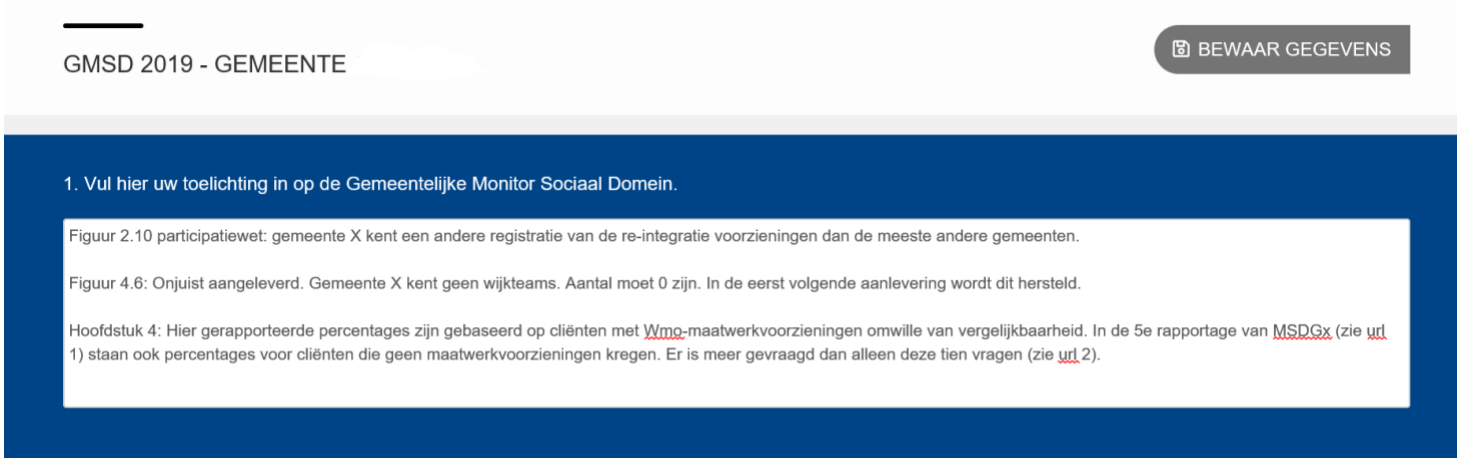 GMSD 2019 - GEMEENTE
BEWAAR GEGEVENS
1. Vul hier uw toelichting in op de Gemeentelijke Monitor Sociaal Domein.
Figuur 2.10 participatiewet: gemeente X kent een andere registratie van de re-integratie voorzieningen dan de meeste andere gemeenten.
Figuur 4.6: Onjuist aangeleverd. Gemeente X kent geen wijkteams. Aantal moet 0 zijn. In de eerst volgende aanlevering wordt dit hersteld.
Hoofdstuk 4: Hier gerapporteerde percentages zijn gebaseerd op cliënten met Wmo-maatwerkvoorzieningen omwille van vergelijkbaarheid. In de 5e rapportage van MSDGx (zie url
1) staan ook percentages voor cliënten die geen maatwerkvoorzieningen kregen. Er is meer gevraagd dan alleen deze tien vragen (zie url 2).